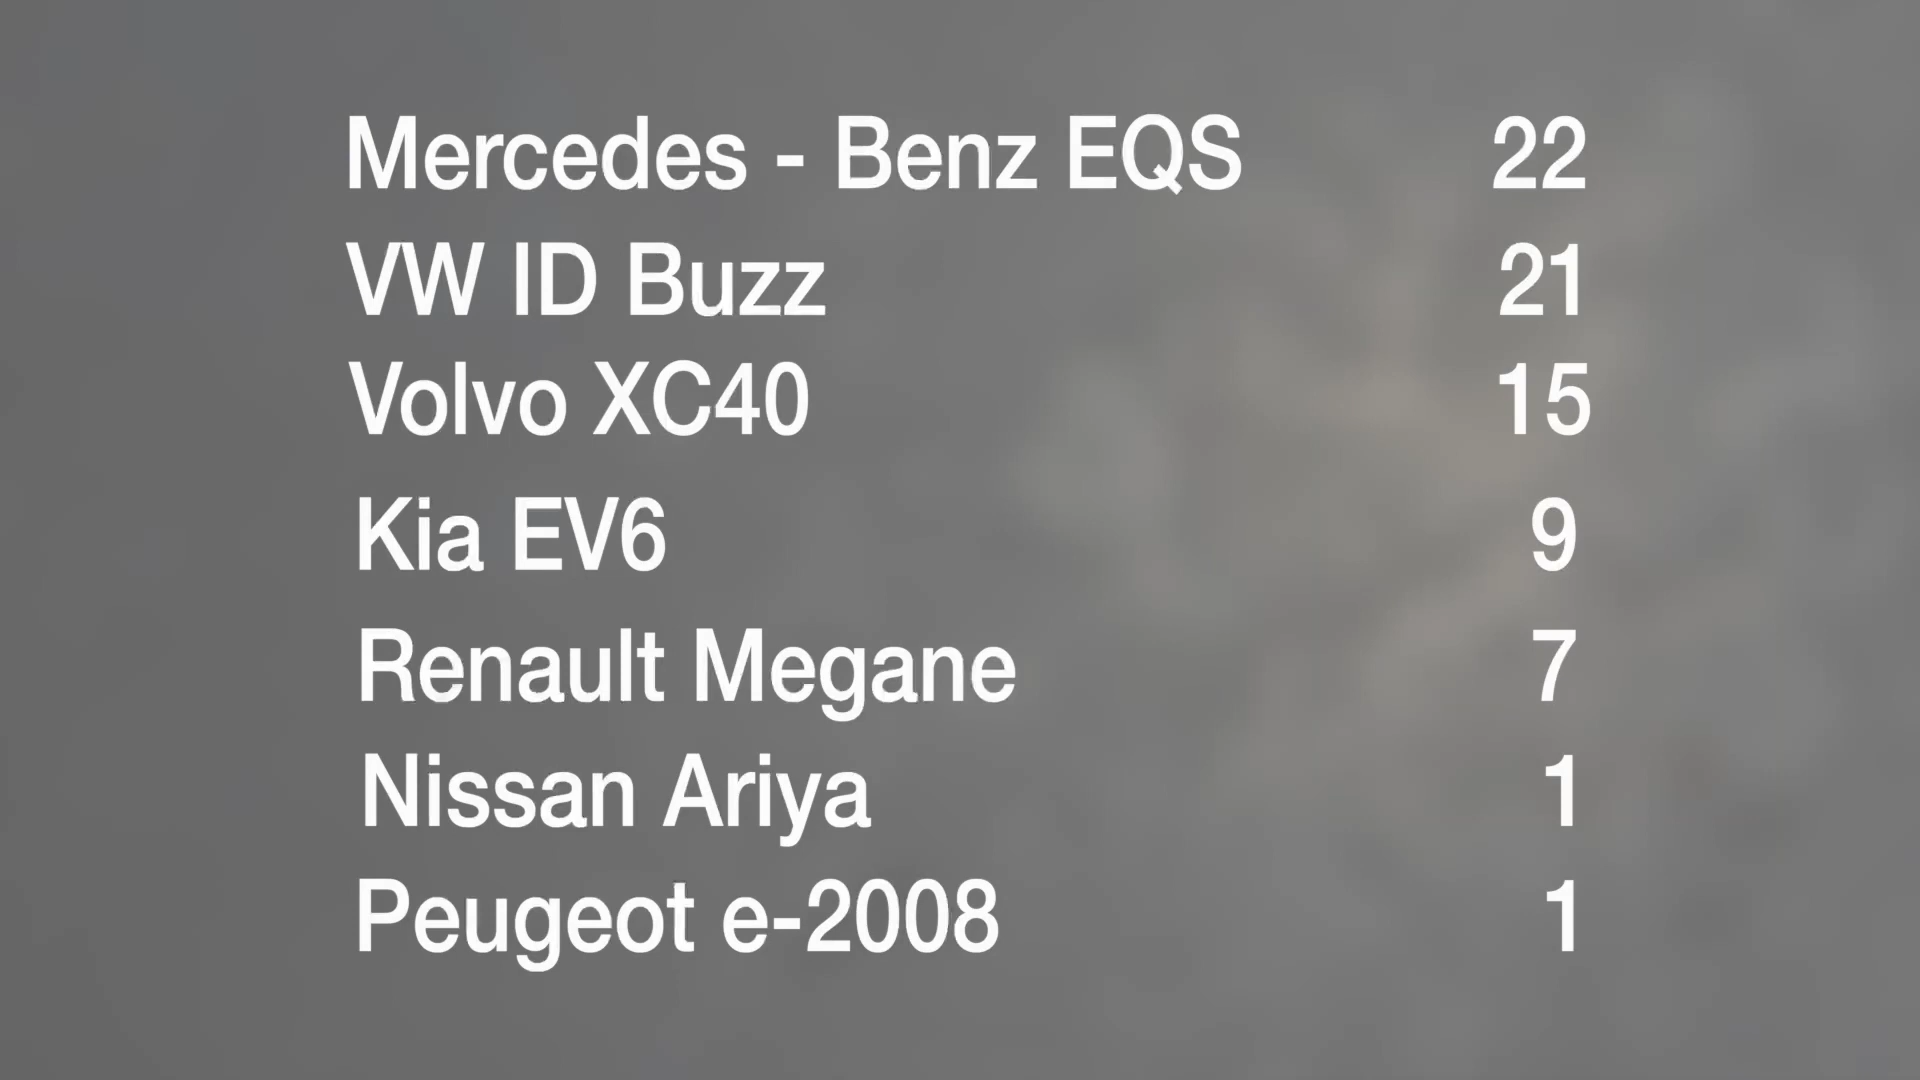 Mercedes - Benz EQS 22
VW ID Buzz 21
Volvo XC40 15
Kia EV6 9
Renault Megane 7
Nissan Ariya 1
Peugeot e-2008 1